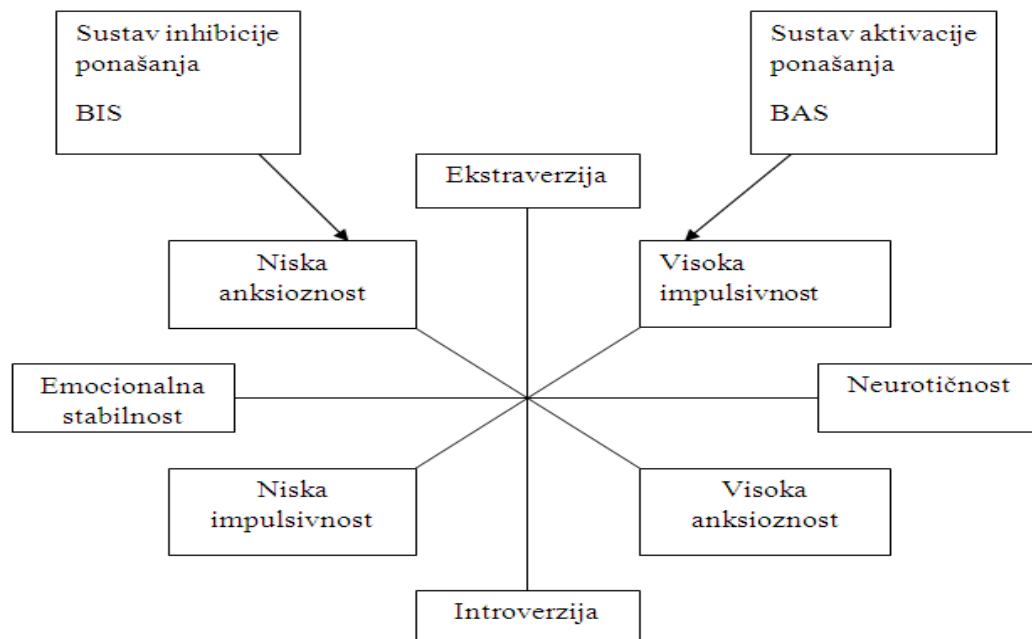 Sustav inhibicije
ponašanja
BIS
Sustav aktivacije
ponašanja
BAS
Ekstraverzija
Niska
anksioznost
Visoka
impulsivnost
Emocionalna
stabilnost
Neurotičnost
Niska
impulsivnost
Visoka
anksioznost
Introverzija